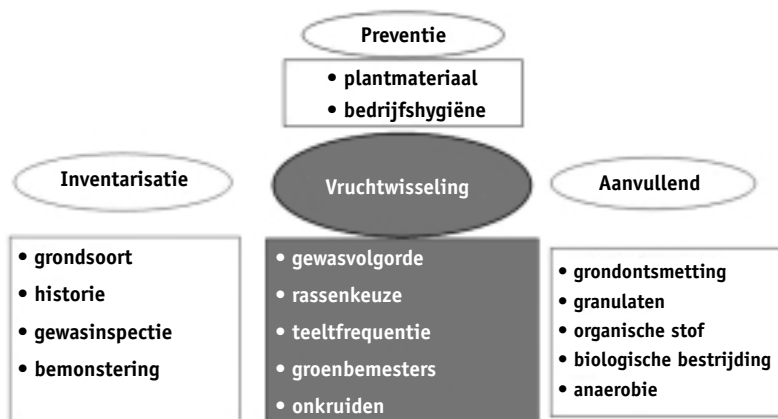 Preventie
• plantmateriaal
• bedrijfshygiëne
Inventarisatie
• grondsoort
• historie
• gewasinspectie
• bemonstering
Vruchtwisseling
• gewasvolgorde
• rassenkeuze
• teeltfrequentie
• groenbemesters
• onkruiden
Aanvullend
• grondontsmetting
• granulaten
• organische stof
• biologische bestrijding
• anaerobie